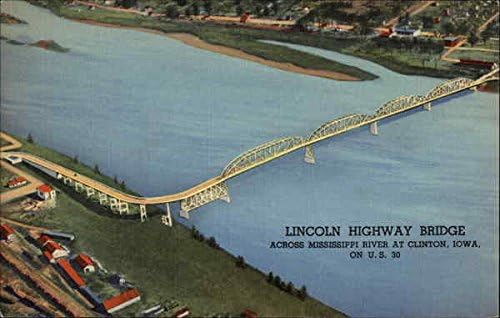 LINCOLN HIGHWAY BRIDGE
ACROSS MISSISSIPPI RIVER AT CLINTON, IOWA,
ON U. S. 30